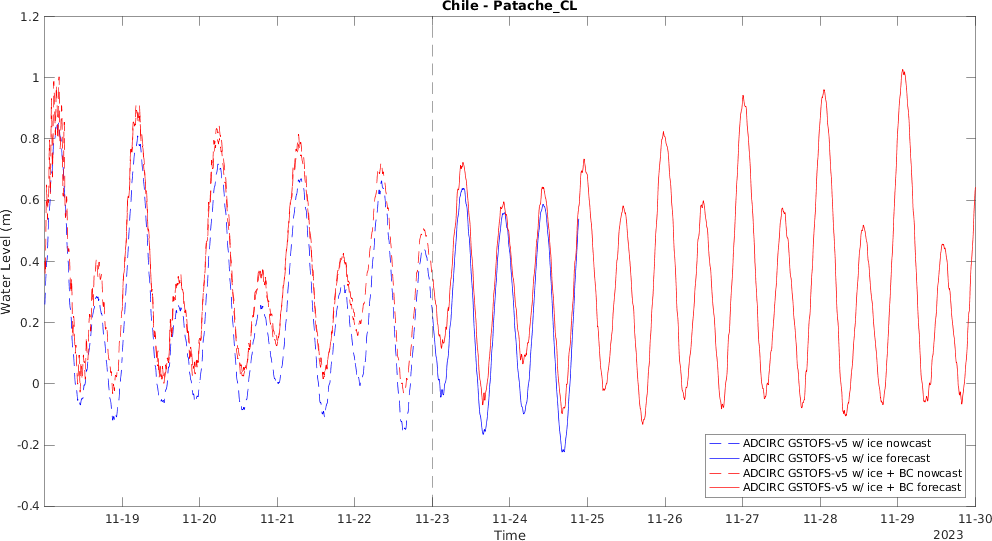 Chile - Patache_CL
1.2
1
0.8
0.6
0.4
0.2
0
-0.2
-0.4
Water Level (m)
ADCIRC GSTOFS-v5 w/ ice nowcast
ADCIRC GSTOFS-v5 w/ ice forecast
ADCIRC GSTOFS-v5 w/ ice + BC nowcast
ADCIRC GSTOFS-v5 w/ ice + BC forecast
11-19 11-20 11-21 11-22 11-23 11-24 11-25 11-26 11-27 11-28 11-29 11-30
Time
2023